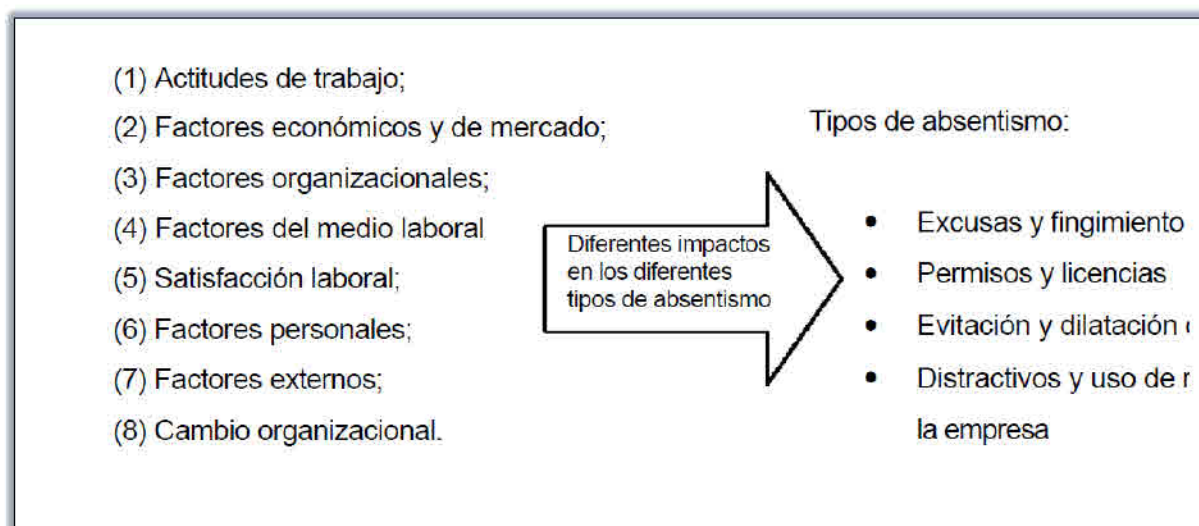 (1) Actitudes de trabajo;
(2) Factores económicos y de mercado;
(3) Factores organizacionales;
(4) Factores del medio laboral
(5) Satisfacción laboral;
(6) Factores personales;
(7) Factores externos;
(8) Cambio organizacional.
Diferentes impactos
en los diferentes
tipos de absentismo
Tipos de absentismo:
• Excusas y fingimiento
• Permisos y licencias
• Evitación y dilatación
• Distractivos y uso de
la empresa